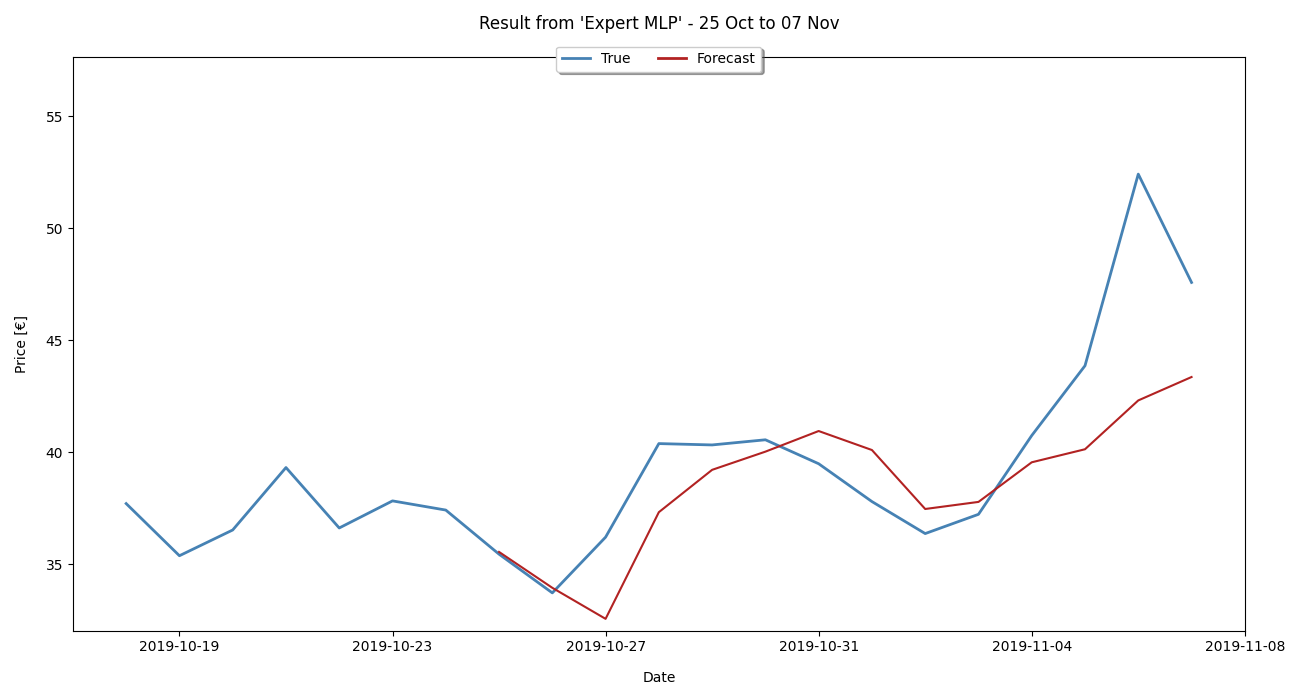 Result from 'Expert MLP' - 25 Oct to 07 Nov
True Forecast
55
50
45
40
35
Price [€]
2019-10-19 2019-10-23 2019-10-27 2019-10-31 2019-11-04 2019-11-08
Date